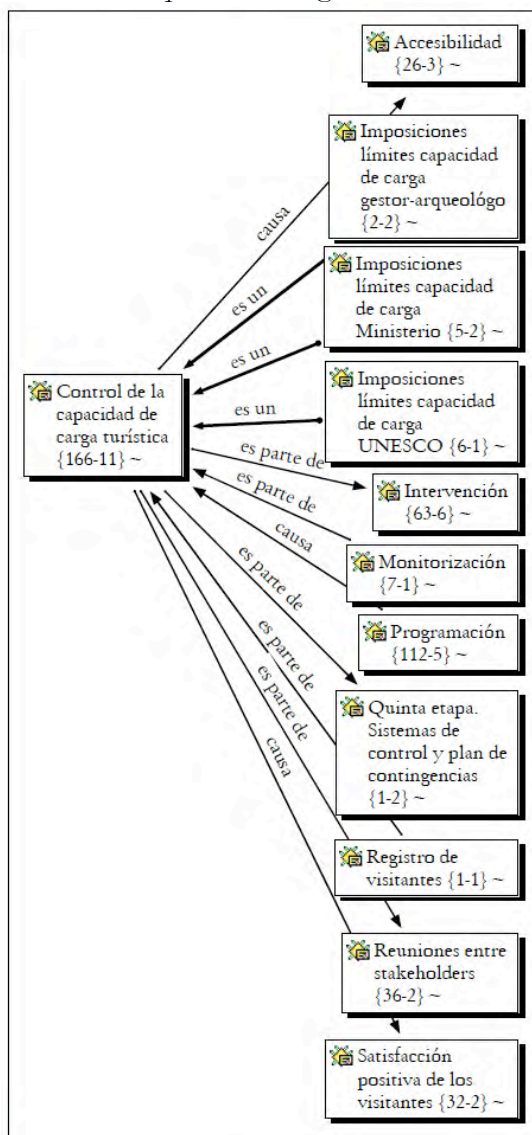 Accesibilidad
{26-3} ~
Imposiciones
límites capacidad
de carga
gestor-arqueológo
{2-2} ~
causa
Imposiciones
límites capacidad
de carga
Ministerio {5-2} ~
es un
es un
Imposiciones
límites capacidad
de carga
UNESCO {6-1} ~
es un
Control de la
capacidad de
carga turística
{166-11} ~
es parte de
Intervención
{63-6} ~
es parte de
Monitorización
{7-1} ~
causa
Programación
{112-5} ~
es parte de
Quinta etapa.
Sistemas de
control y plan de
contingencias
{1-2} ~
es parte de
Registro de
visitantes {1-1} ~
es parte de
Reuniones entre
stakeholders
{36-2} ~
causa
Satisfacción
positiva de los
visitantes {32-2} ~